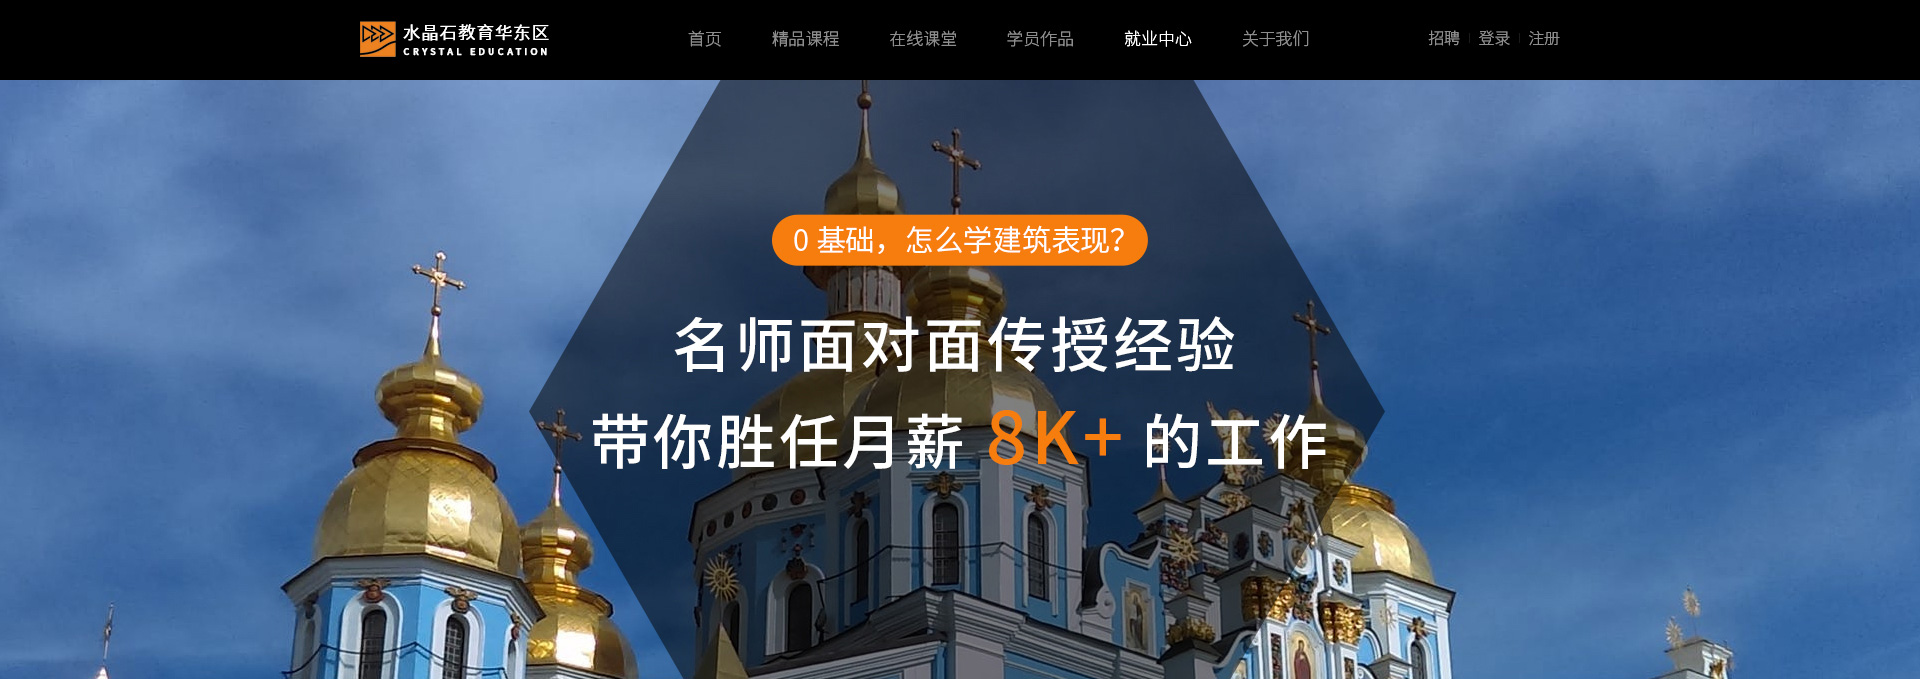 水晶石教育华东区
CRYSTAL EDUCATION
首页 精品课程 在线课堂 学员作品 就业中心 关于我们 招聘 登录 注册
0 基础，怎么学建筑表现？
名师面对面传授经验
带你胜任月薪 8K+ 的工作